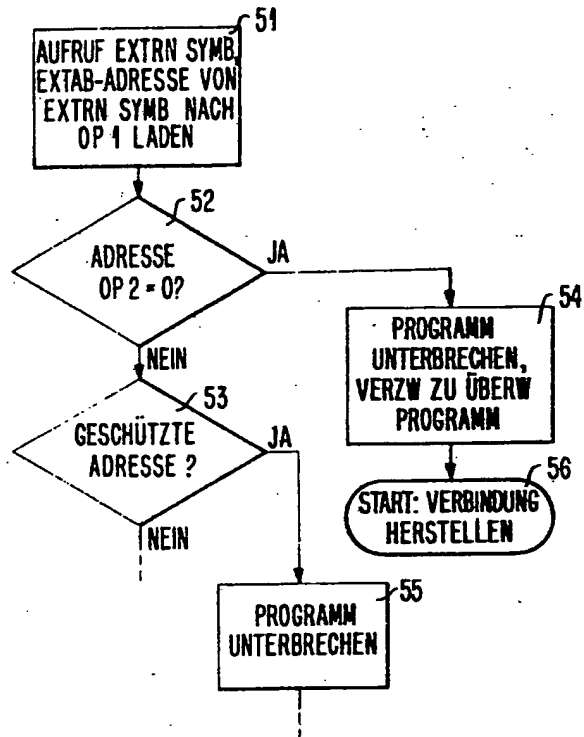 51
AUFRUF EXTRN SYMB,
EXTAB-ADRESSE VON
EXTRN SYMB NACH
OP 1 LADEN
52
ADRESSE
OP 2 = 0?
JA
NEIN
54
PROGRAMM
UNTERBRECHEN,
VERZW ZU ÜBERW
PROGRAMM
53
GESCHÜTZTE
ADRESSE ?
JA
NEIN
56
START: VERBINDUNG
HERSTELLEN
55
PROGRAMM
UNTERBRECHEN